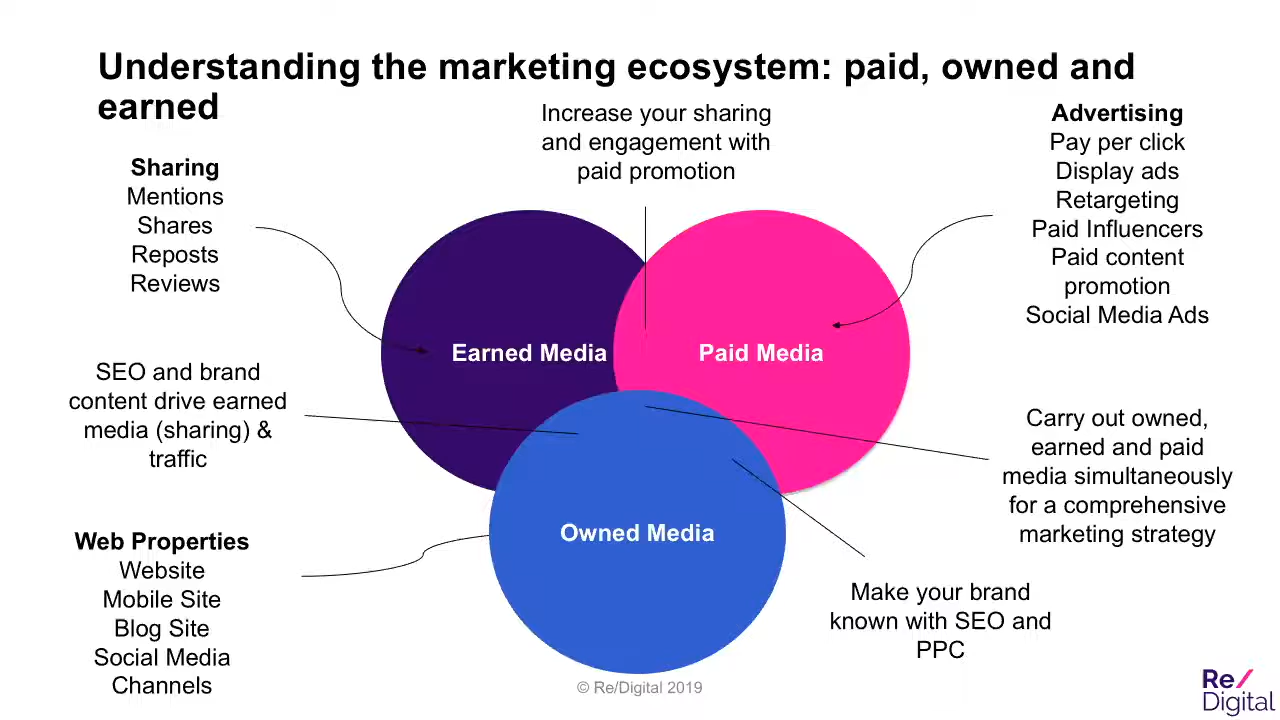 Understanding the marketing ecosystem: paid, owned and
earned
Increase your sharing
and engagement with
paid promotion
Advertising
Pay per click
Display ads
Retargeting
Paid Influencers
Paid content
promotion
Social Media Ads
Sharing
Mentions
Shares
Reposts
Reviews
Earned Media
Paid Media
SEO and brand
content drive earned
media (sharing) &
traffic
Carry out owned,
earned and paid
media simultaneously
for a comprehensive
marketing strategy
Owned Media
Web Properties
Website
Mobile Site
Blog Site
Social Media
Channels
Make your brand
known with SEO and
PPC
© Re/Digital 2019
Re/
Digital